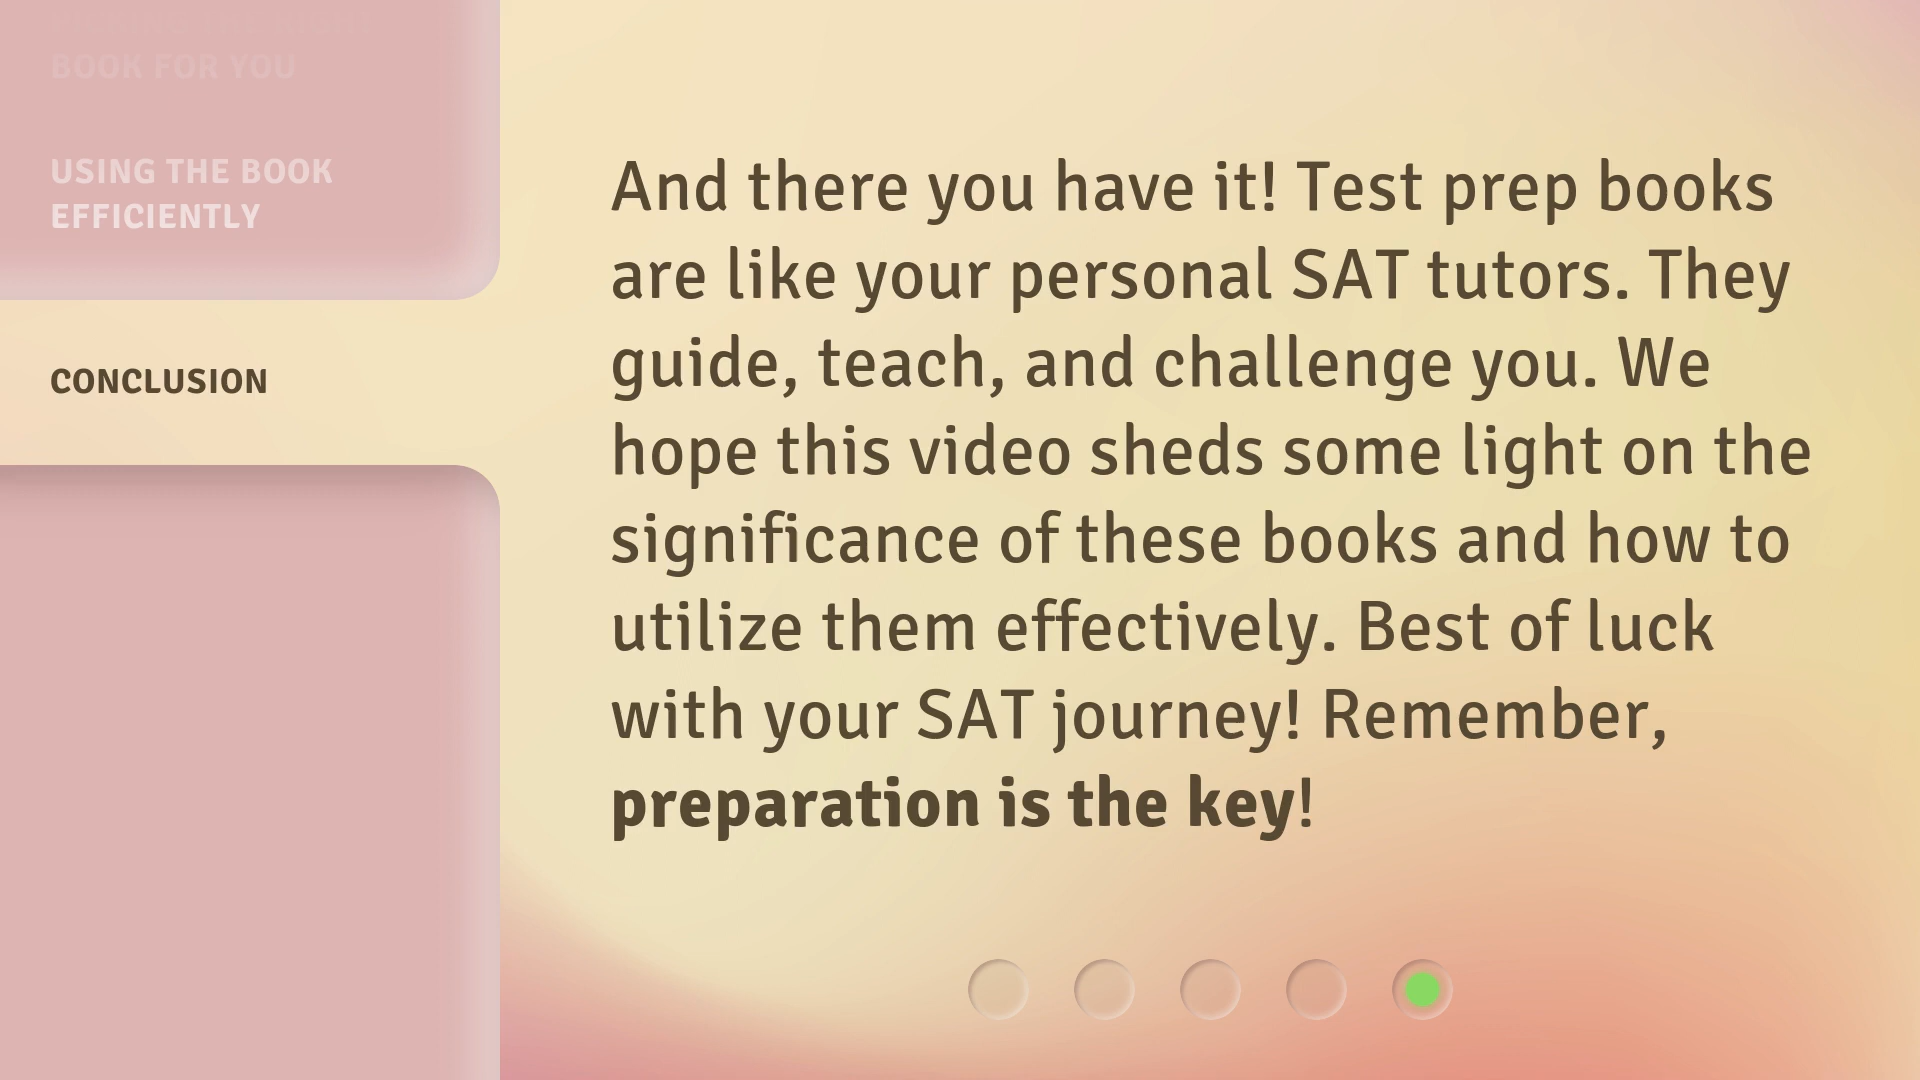 PICKING THE RIGHT
BOOK FOR YOU
USING THE BOOK
EFFICIENTLY
CONCLUSION
And there you have it! Test prep books
are like your personal SAT tutors. They
guide, teach, and challenge you. We
hope this video sheds some light on the
significance of these books and how to
utilize them effectively. Best of luck
with your SAT journey! Remember,
preparation is the key!